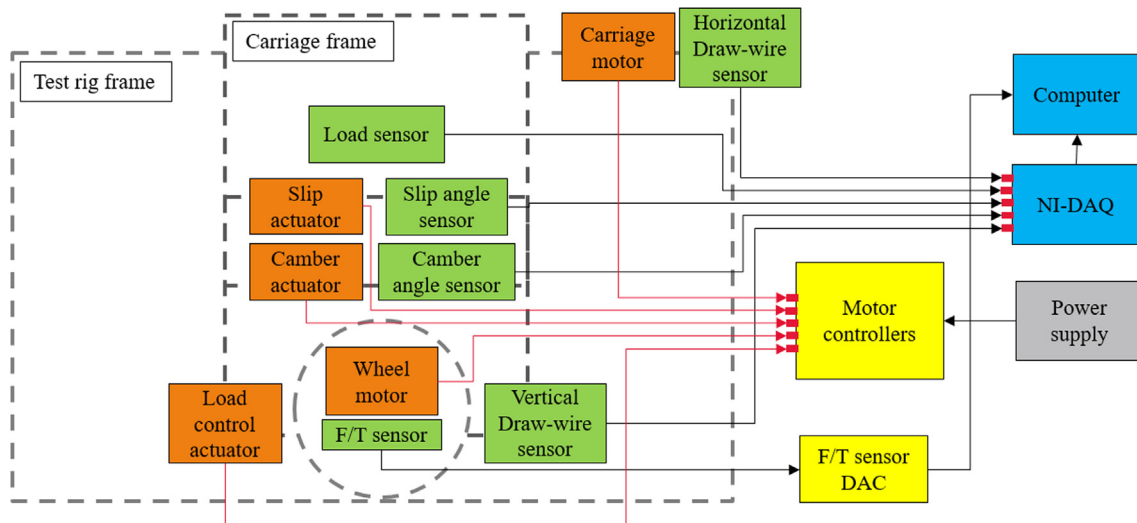 Carriage frame
Test rig frame
Carriage
motor
Horizontal
Draw-wire
sensor
Computer
Load sensor
Slip
actuator
Slip angle
sensor
NI-DAQ
Camber
actuator
Camber
angle sensor
Motor
controllers
Power
supply
Wheel
motor
F/T sensor
Load
control
actuator
Vertical
Draw-wire
sensor
F/T sensor
DAC